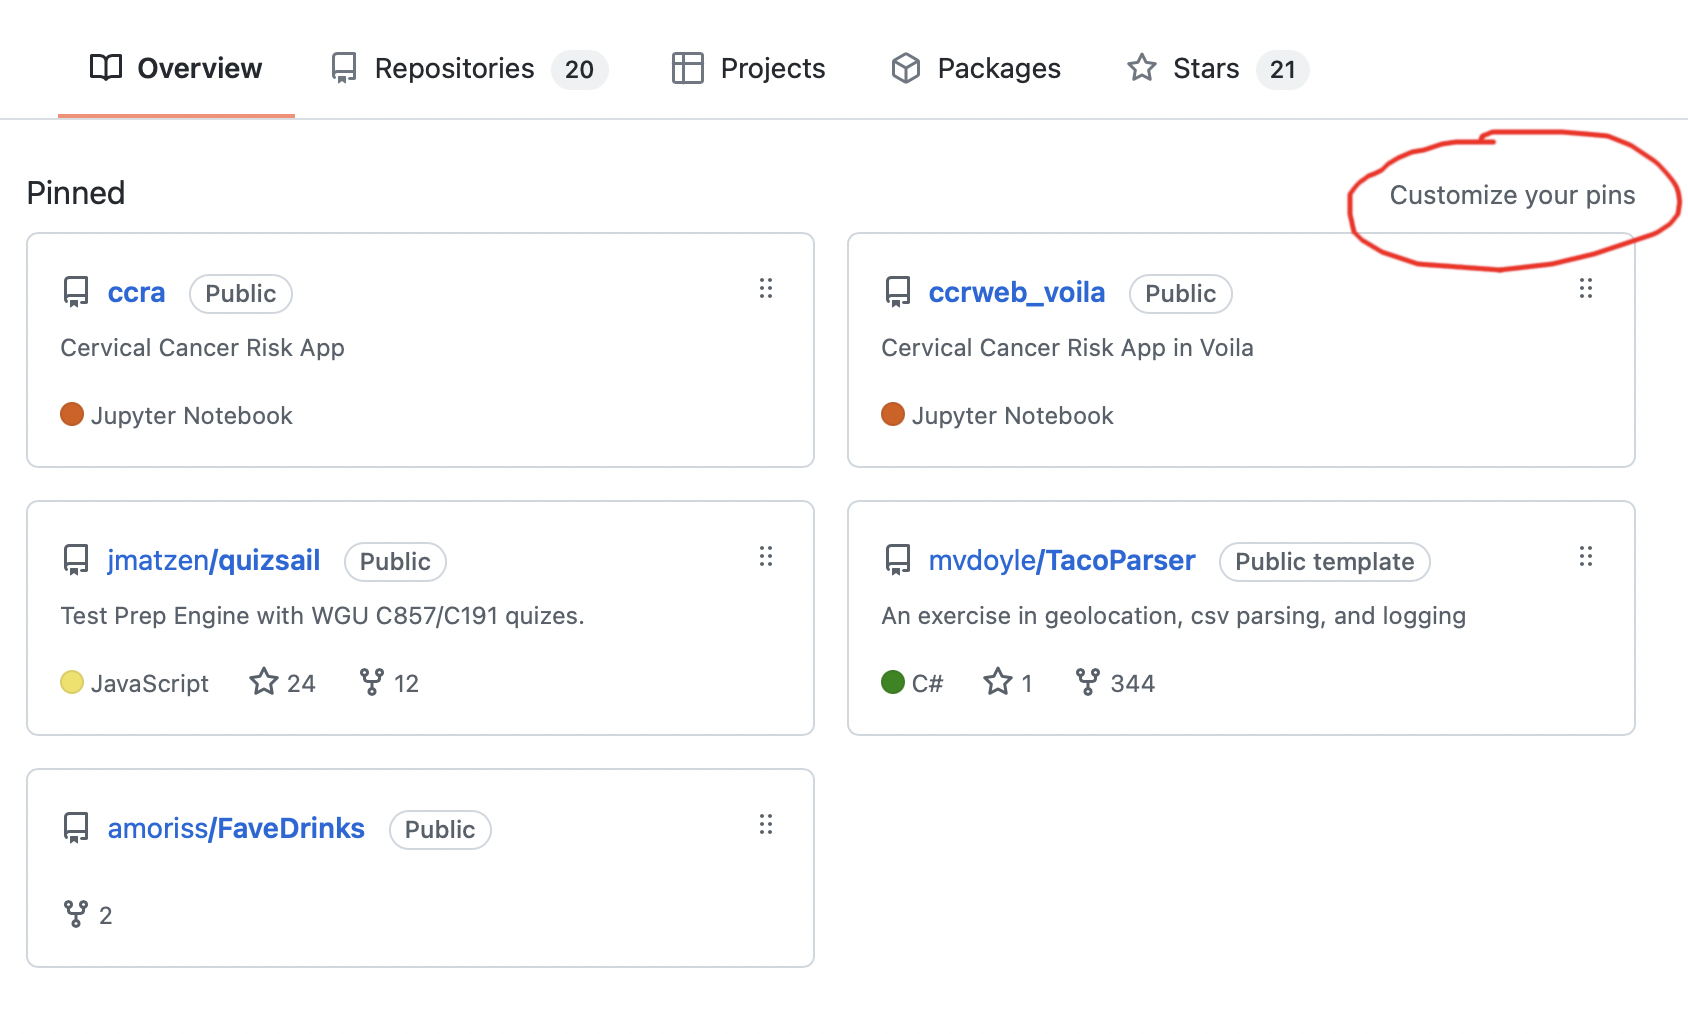 Overview Repositories 20 Projects Packages Stars 21
Pinned Customize your pins
ccra Public
Cervical Cancer Risk App
Jupyter Notebook
ccrweb_voila Public
Cervical Cancer Risk App in Voila
Jupyter Notebook
jmatzen/quizsail Public
Test Prep Engine with WGU C857/C191 quizes.
JavaScript 24 12
mvdoyle/TacoParser Public template
An exercise in geolocation, csv parsing, and logging
C# 1 344
amoriss/FaveDrinks Public
2